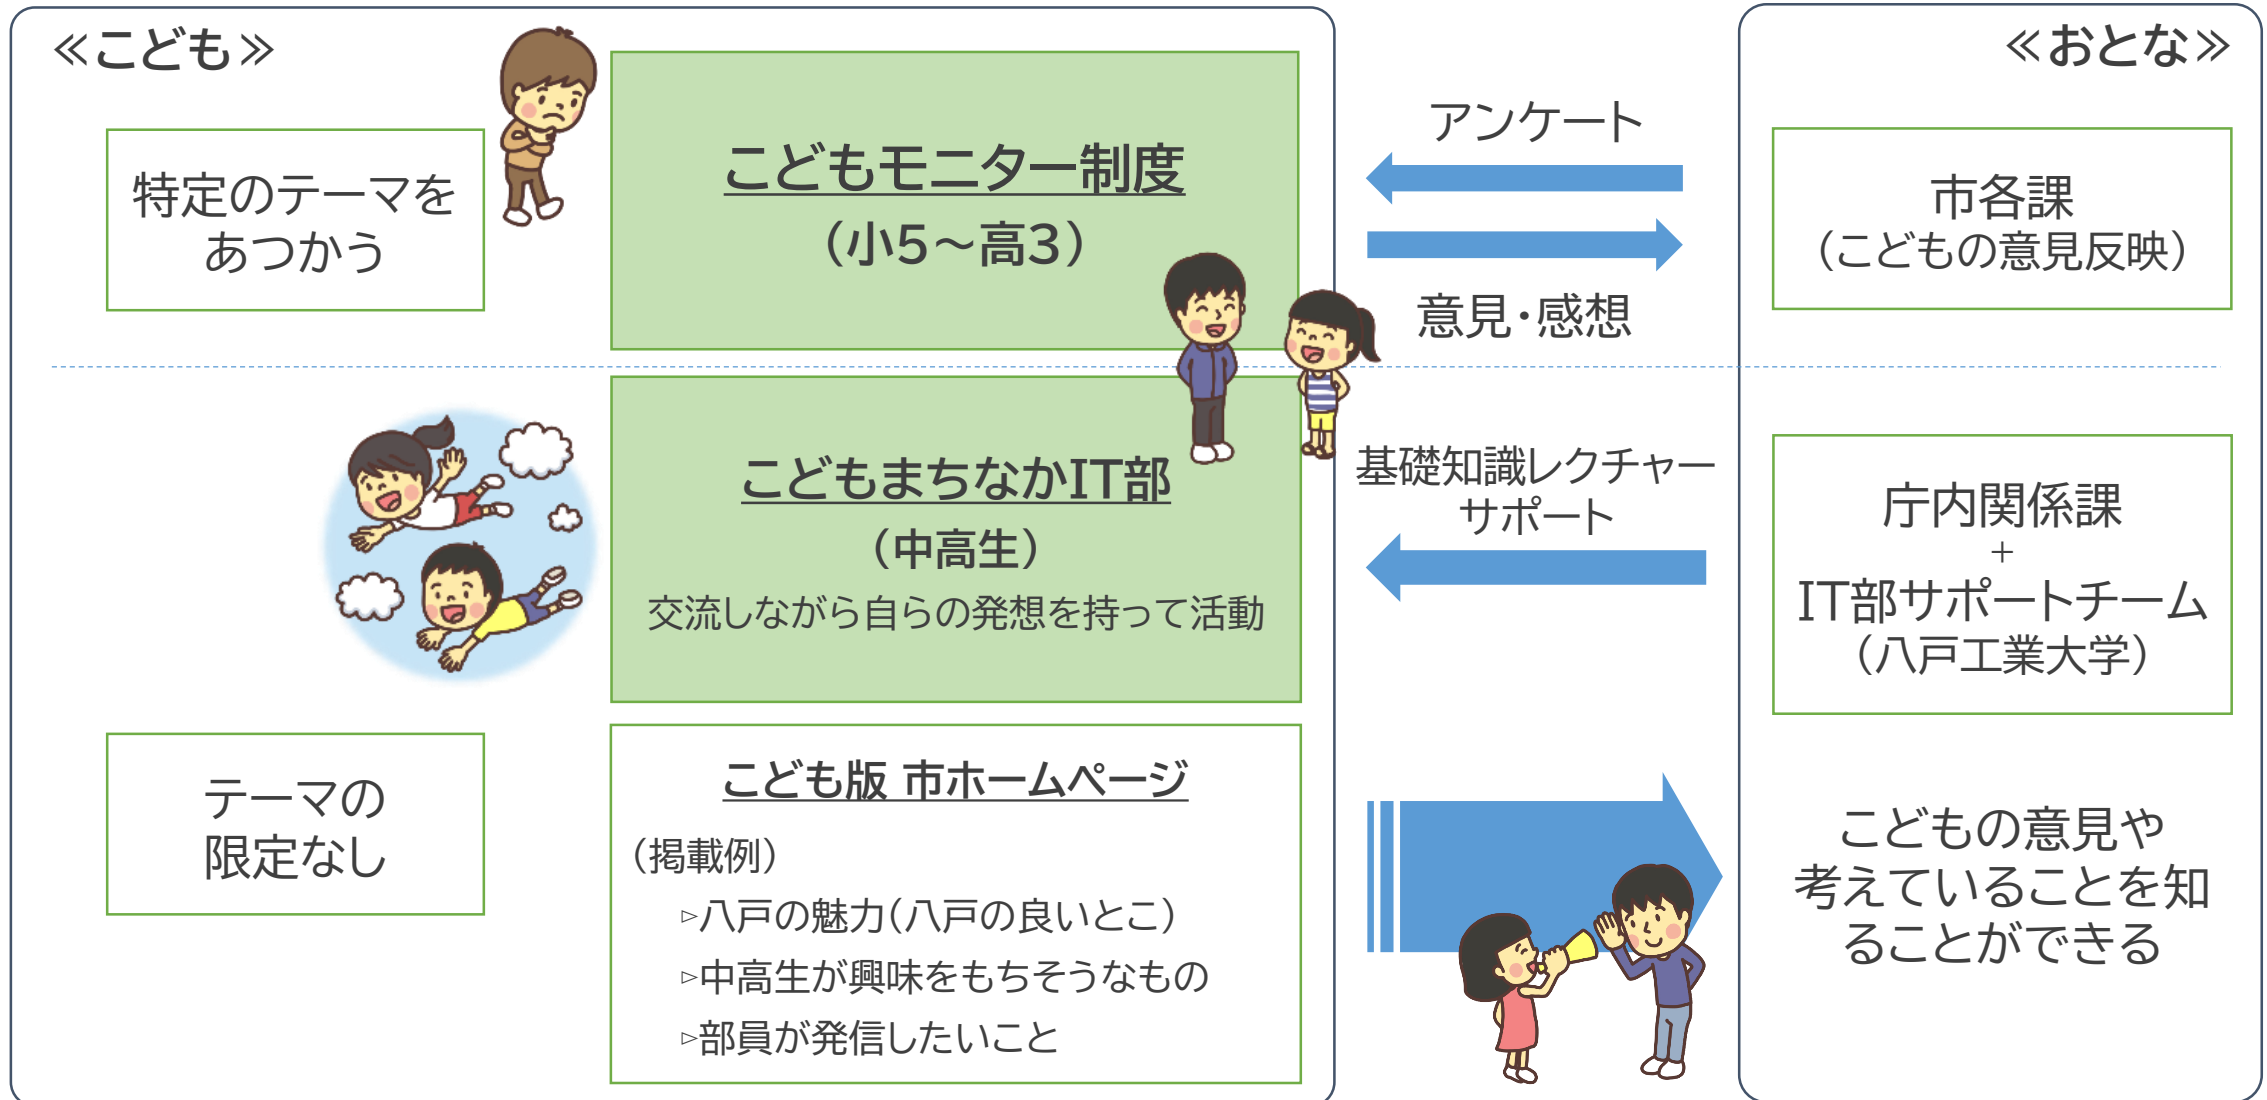 ≪こども≫
特定のテーマを
あつかう
こどもモニター制度
（小5～高3）
アンケート
意見・感想
≪おとな≫
市各課
（こどもの意見反映）
こどもまちなかIT部
（中高生）
交流しながら自らの発想を持って活動
基礎知識レクチャー
サポート
庁内関係課
＋
IT部サポートチーム
（八戸工業大学）
テーマの
限定なし
こども版 市ホームページ
（掲載例）
▻八戸の魅力（八戸の良いとこ）
▻中高生が興味をもちそうなもの
▻部員が発信したいこと
こどもの意見や
考えていることを知
ることができる